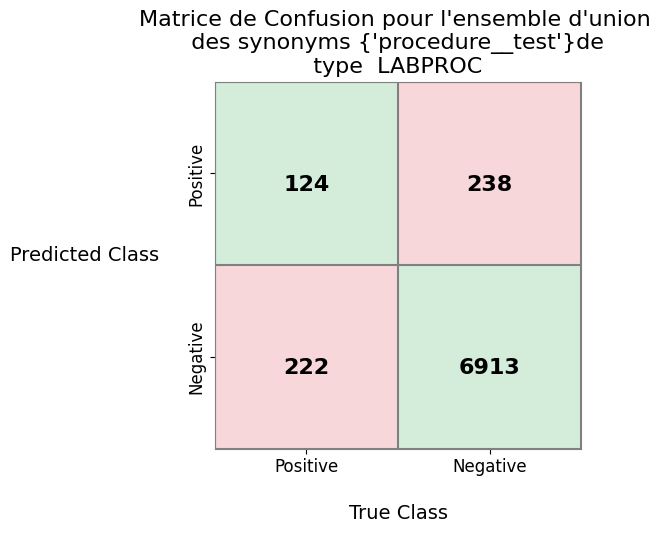 Matrice de Confusion pour l'ensemble d'union
des synonyms {'procedure__test'}de
type  LABPROC
Positive
124
238
Predicted Class
Negative
222
6913
Positive
Negative
True Class